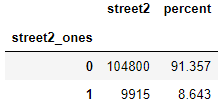 street2 percent
street2_ones
0 104800 91.357
1 9915 8.643